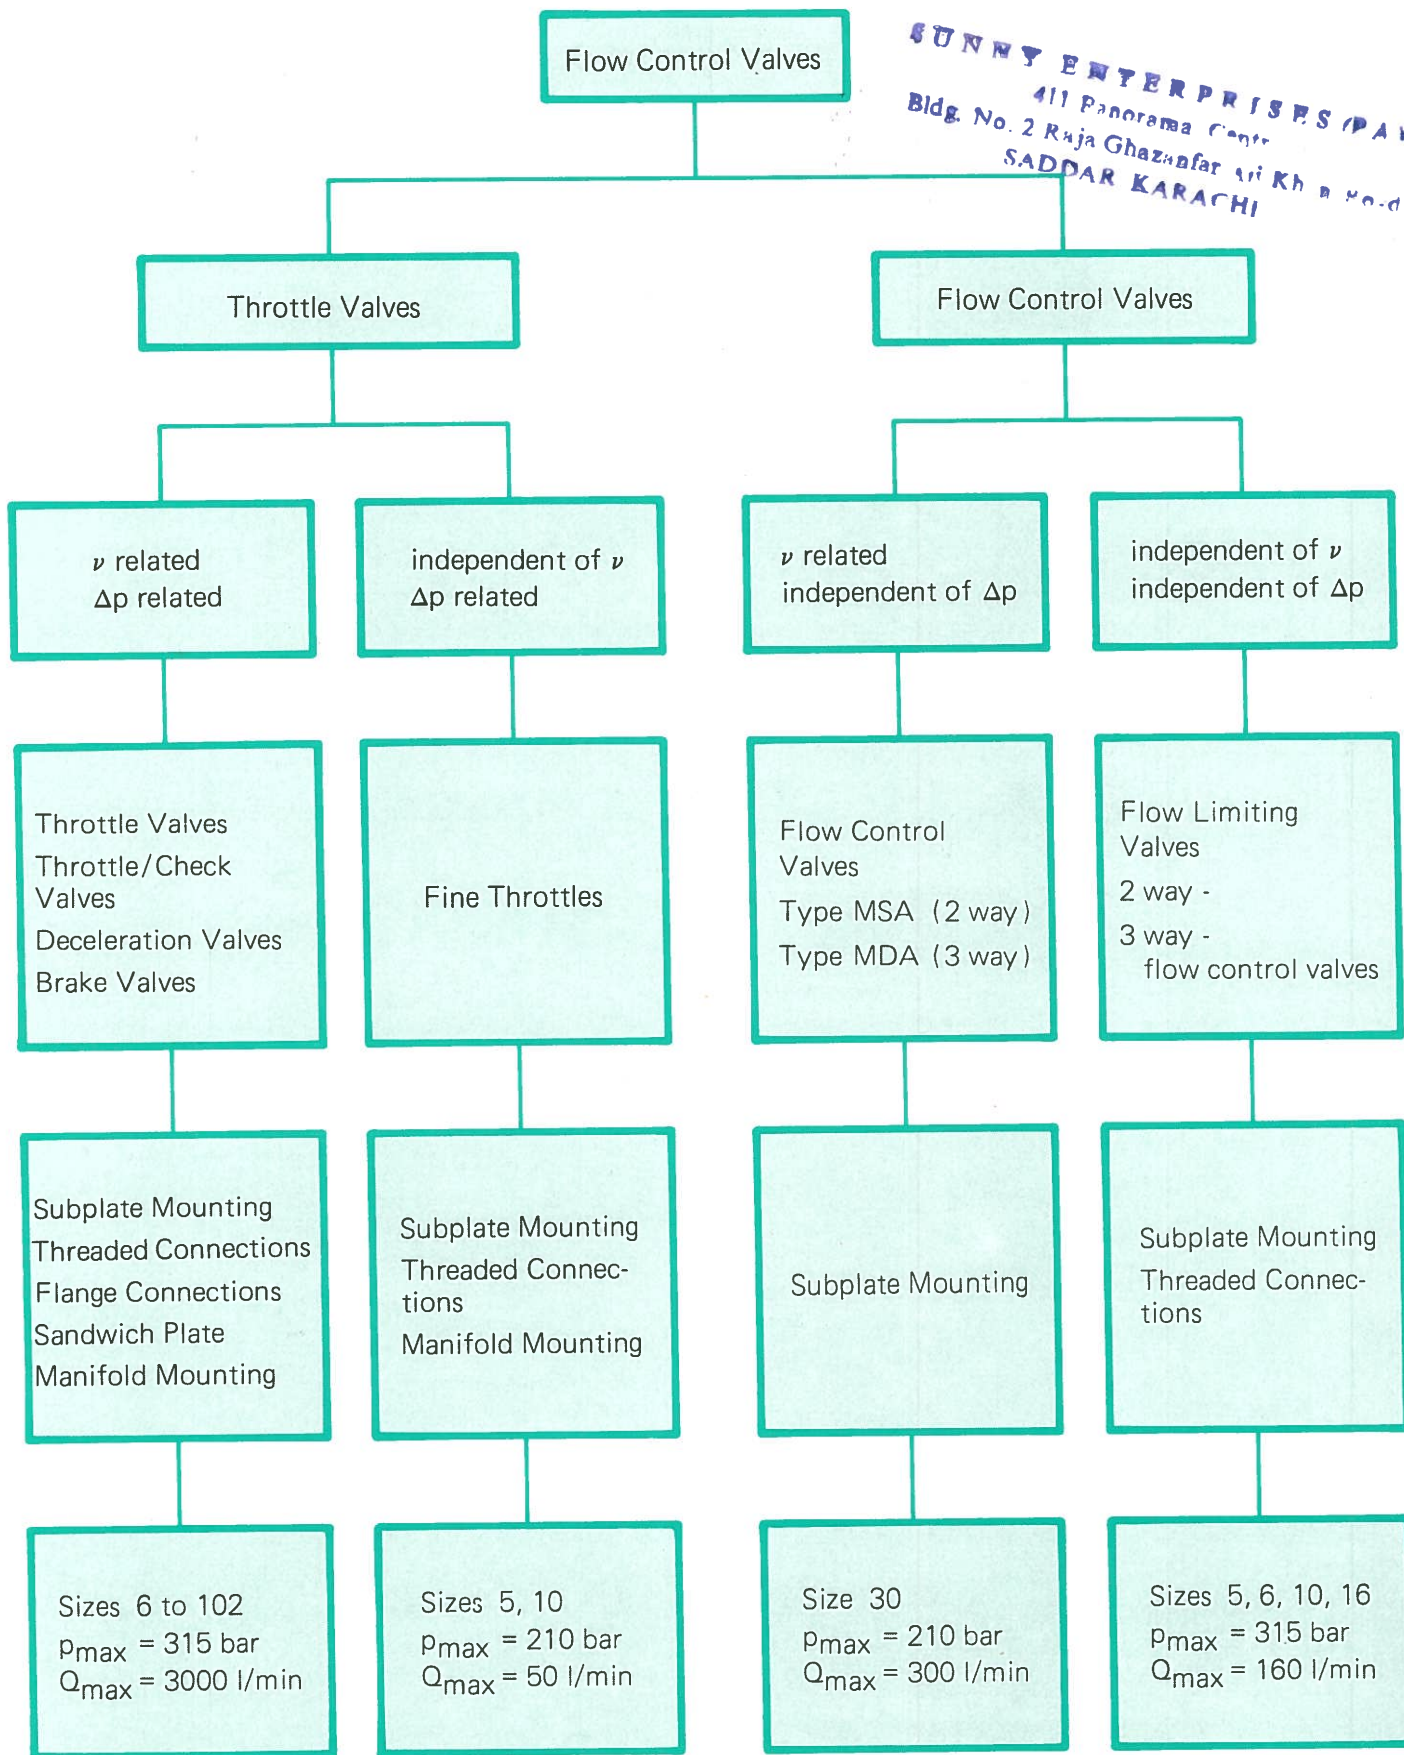 Flow Control Valves
SUNNY ENTERPRISES (PA
411 Panorama
Bldg. No. 2 Raja Ghazanfar
SADDAR KARACHI
Throttle Valves
Flow Control Valves
ν related
Δp related
independent of ν
Δp related
ν related
independent of Δp
independent of ν
independent of Δp
Throttle Valves
Throttle/Check
Valves
Deceleration Valves
Brake Valves
Fine Throttles
Flow Control
Valves
Type MSA (2 way)
Type MDA (3 way)
Flow Limiting
Valves
2 way -
3 way -
flow control valves
Subplate Mounting
Threaded Connections
Flange Connections
Sandwich Plate
Manifold Mounting
Subplate Mounting
Threaded Connec-
tions
Manifold Mounting
Subplate Mounting
Subplate Mounting
Threaded Connec-
tions
Sizes 6 to 102
pmax = 315 bar
Qmax = 3000 l/min
Sizes 5, 10
pmax = 210 bar
Qmax = 50 l/min
Size 30
pmax = 210 bar
Qmax = 300 l/min
Sizes 5, 6, 10, 16
pmax = 315 bar
Qmax = 160 l/min